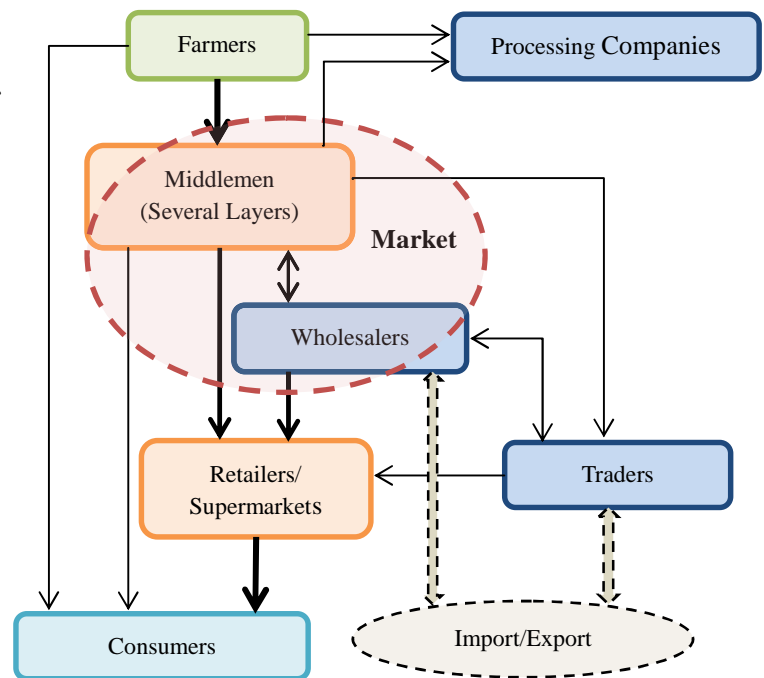 Farmers
Processing Companies
Middlemen
(Several Layers)
Market
Wholesalers
Retailers/
Supermarkets
Traders
Consumers
Import/Export